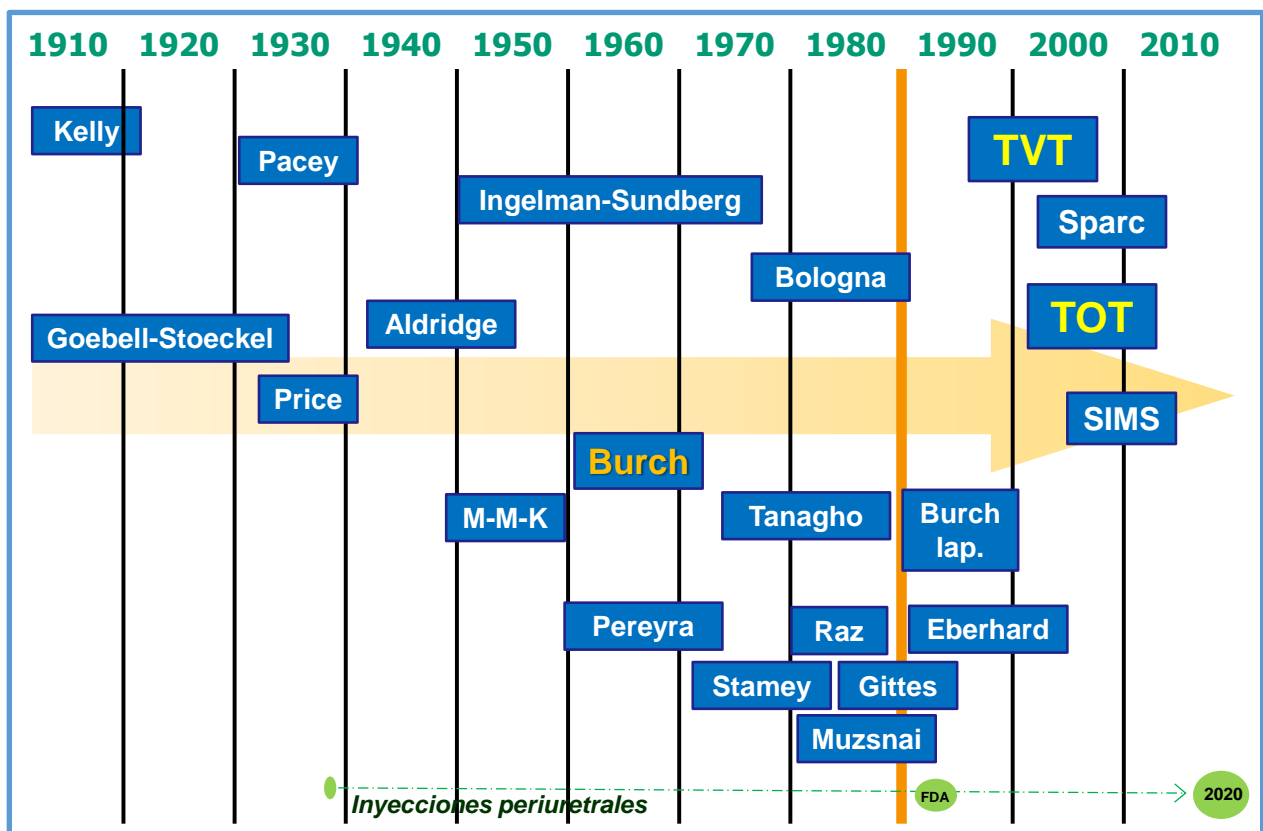 1910 1920 1930 1940 1950 1960 1970 1980 1990 2000 2010
Kelly
TVT
Pacey
Ingelman-Sundberg
Sparc
Bologna
Aldridge
TOT
Goebell-Stoeckel
Price
SIMS
Burch
M-M-K
Tanagho
Burch
lap.
Pereyra
Raz
Eberhard
Stamey
Gittes
Muzsnai
Inyecciones periuretrales
FDA
2020